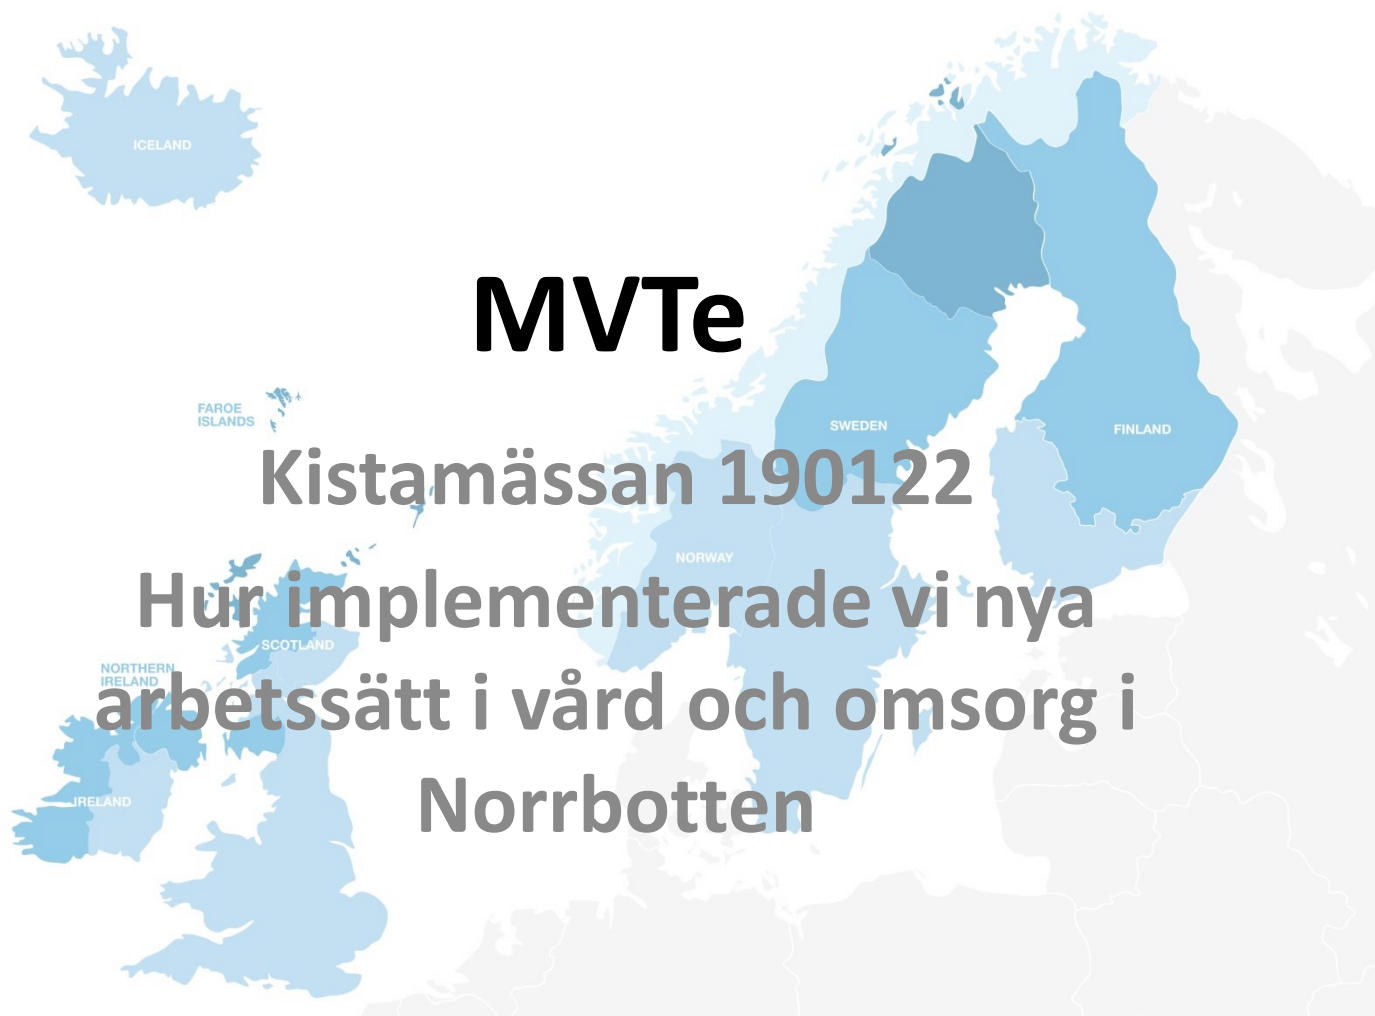 ICELAND
MVTe
FAROE
ISLANDS
SWEDEN
FINLAND
Kistamässan 190122
NORWAY
Hur implementerade vi nya
SCOTLAND
NORTHERN
IRELAND
arbetssätt i vård och omsorg i
IRELAND
Norrbotten